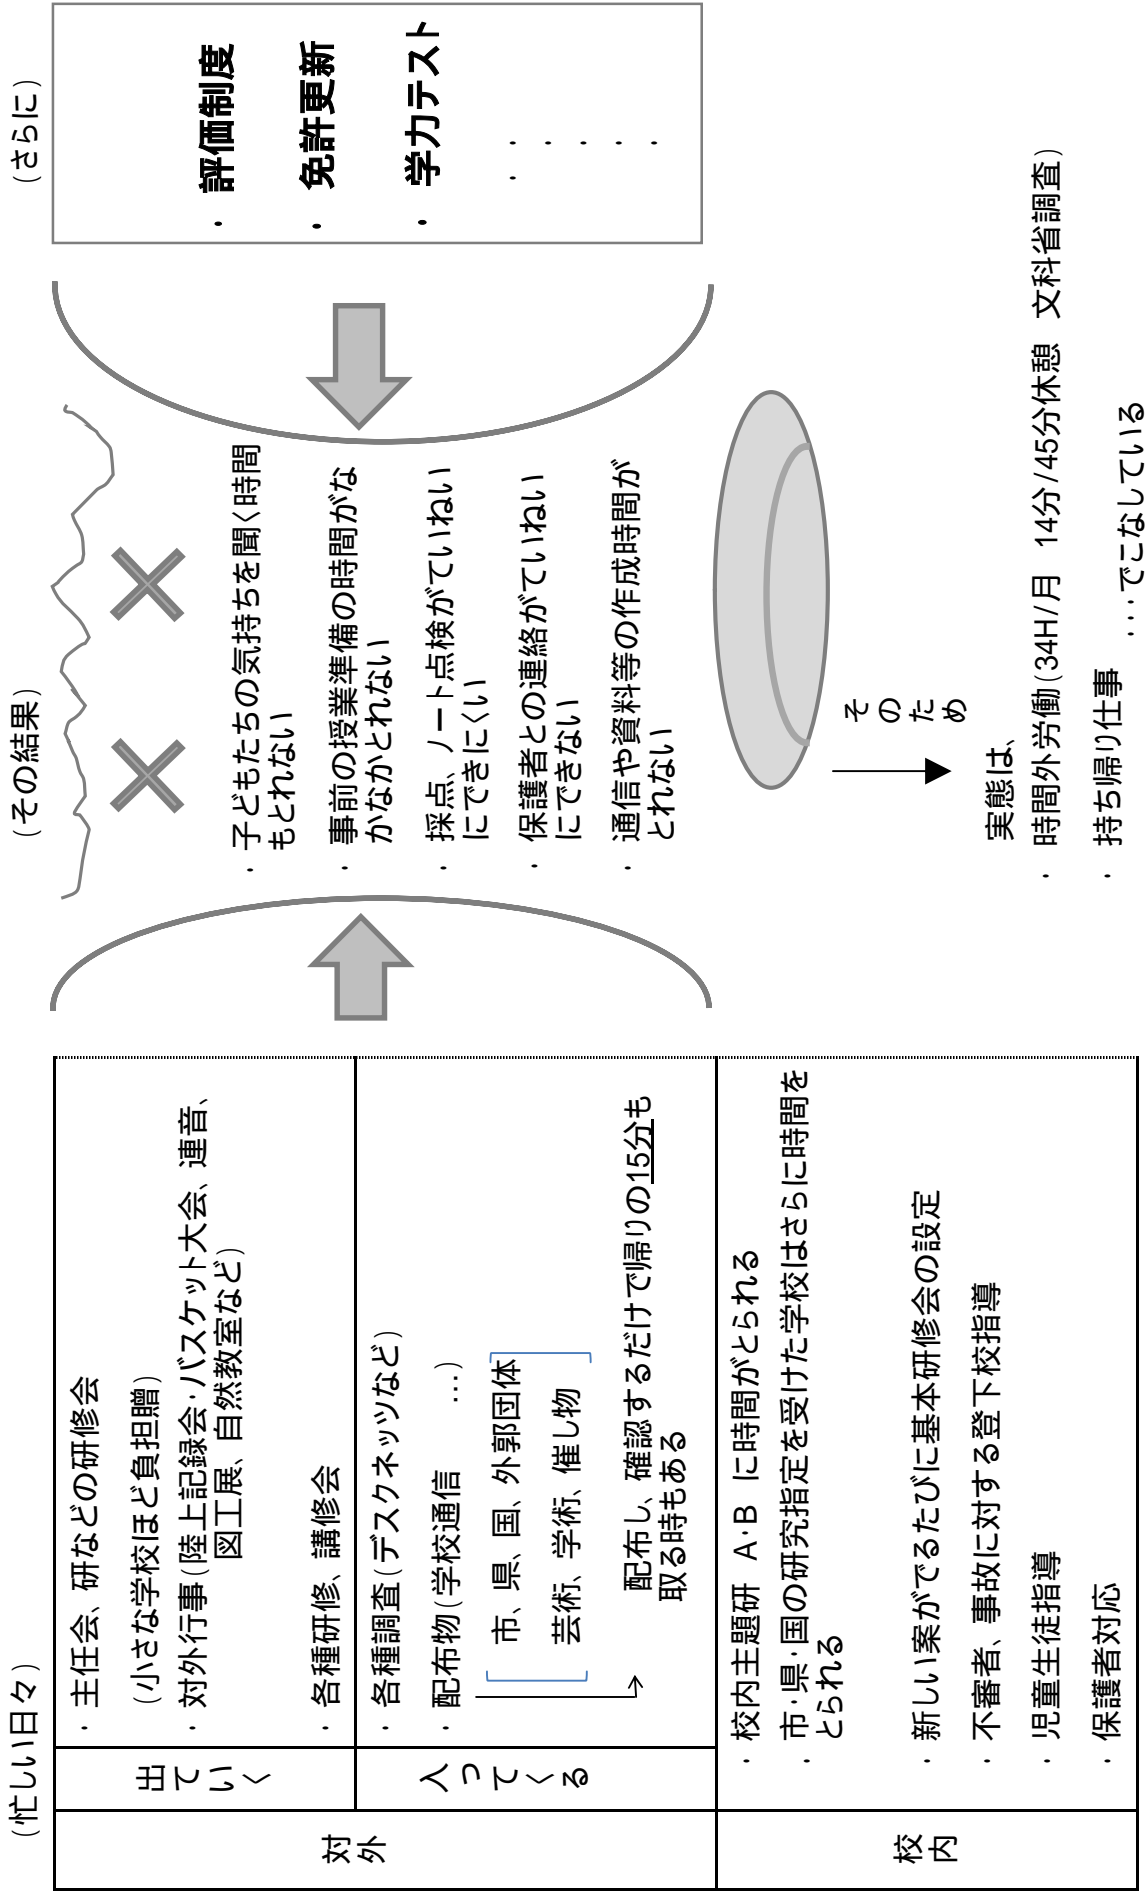 (忙しい日々)
対外
出ていく
・ 主任会、研などの研修会
(小さな学校ほど負担贈)
・ 対外行事(陸上記録会・バスケット大会、連音、
図工展、自然教室など)
・ 各種研修、講修会
入ってくる
・ 各種調査(デスクネッツなど)
・ 配布物(学校通信 …)
市、県、国、外郭団体
芸術、学術、催し物
配布し、確認するだけで帰りの15分も
取る時もある
校内
・ 校内主題研 A・B に時間がとられる
・ 市・県・国の研究指定を受けた学校はさらに時間を
とられる
・ 新しい案がでるたびに基本研修会の設定
・ 不審者、事故に対する登下校指導
・ 児童生徒指導
・ 保護者対応
(その結果)
・ 子どもたちの気持ちを聞く時間
もとれない
・ 事前の授業準備の時間がな
かなかとれない
・ 採点、ノート点検がていねい
にできにくい
・ 保護者との連絡がていねい
にできない
・ 通信や資料等の作成時間が
とれない
そのため
実態は、
・ 時間外労働(34H/月 14分/45分休憩 文科省調査)
・ 持ち帰り仕事 ・・・でこなしている
(さらに)
・ 評価制度
・ 免許更新
・ 学力テスト
・ ・
・
・
・
・